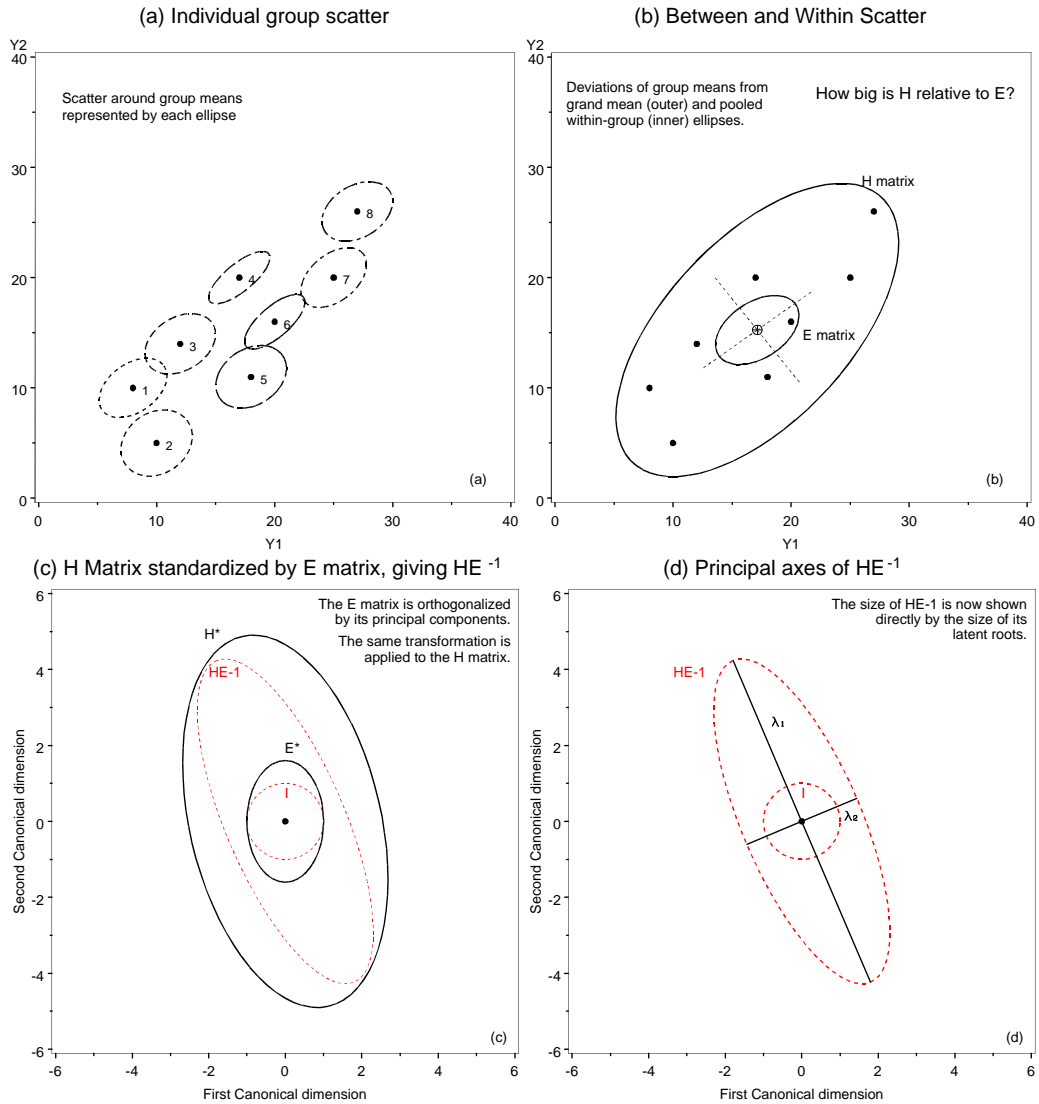 (a) Individual group scatter
Y2
40
30
20
10
0
Scatter around group means
represented by each ellipse
8
7
4
6
3
5
1
2
(a)
0
10
20
30
40
Y1
(b) Between and Within Scatter
Y2
40
30
20
10
0
Deviations of group means from
grand mean (outer) and pooled
within-group (inner) ellipses.
How big is H relative to E?
H matrix
E matrix
(b)
0
10
20
30
40
Y1
(c) H Matrix standardized by E matrix, giving HE -1
6
4
2
0
-2
-4
-6
Second Canonical dimension
The E matrix is orthogonalized
by its principal components.
The same transformation is
applied to the H matrix.
H*
HE-1
E*
I
(c)
-6
-4
-2
0
2
4
6
First Canonical dimension
(d) Principal axes of HE-1
6
4
2
0
-2
-4
-6
Second Canonical dimension
The size of HE-1 is now shown
directly by the size of its
latent roots.
HE-1
λ1
I
λ2
(d)
-6
-4
-2
0
2
4
6
First Canonical dimension